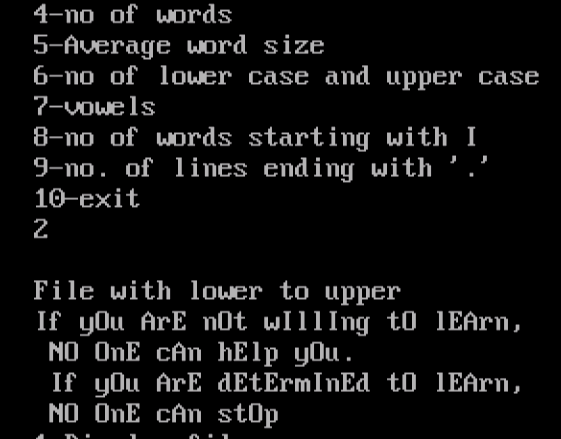 4-no of words
5-Average word size
6-no of lower case and upper case
7-vowels
8-no of words starting with I
9-no. of lines ending with '.'
10-exit
2
File with lower to upper
If yOu ArE nOt wIllIng tO lEArn,
NO OnE cAn hElp yOu.
If yOu ArE dEtErmInEd tO lEArn,
NO OnE cAn stOp